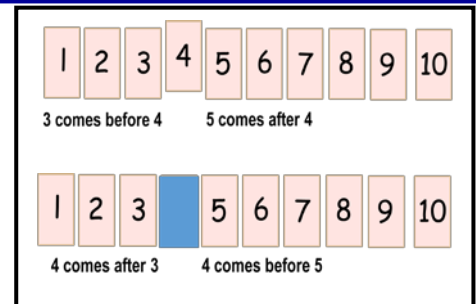 1 2 3 4 5 6 7 8 9 10
3 comes before 4 5 comes after 4
1 2 3 5 6 7 8 9 10
4 comes after 3 4 comes before 5